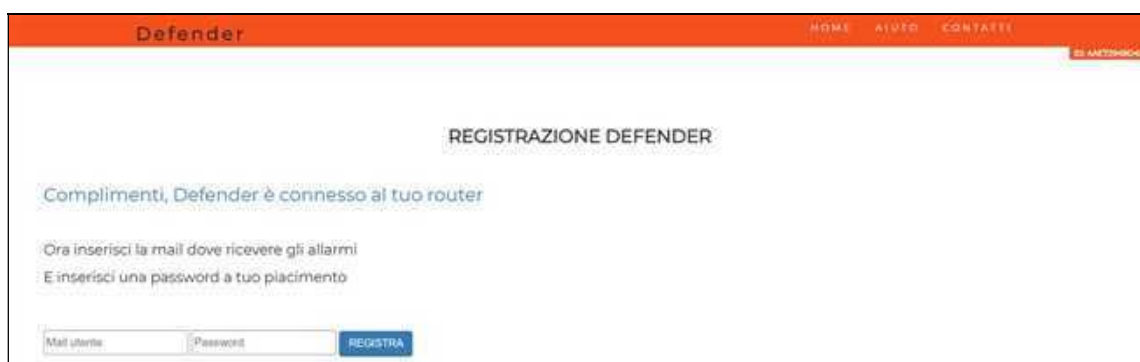 Defender
HOME AIUTO CONTATTI
REGISTRAZIONE DEFENDER
Complimenti, Defender è connesso al tuo router
Ora inserisci la mail dove ricevere gli allarmi
E inserisci una password a tuo piacimento
Mail utente Password REGISTRA